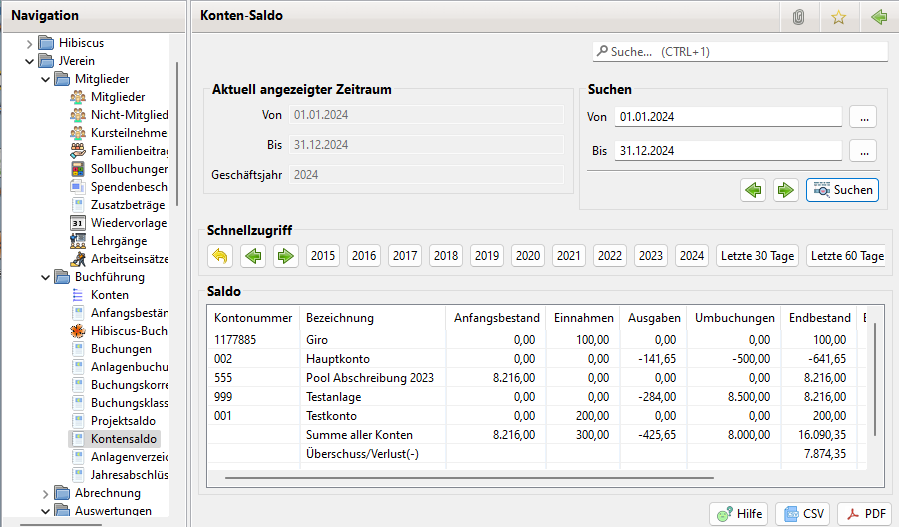 Navigation
Hibiscus
JVerein
Mitglieder
Mitglieder
Nicht-Mitglied
Kursteilnehme
Familienbeitra
Sollbuchungen
Spendenbesch
Zusatzbeträge
Wiedervorlage
31
Lehrgänge
Arbeitseinsätze
Buchführung
Konten
Anfangsbestän
Hibiscus-Buch
Buchungen
Anlagenbuchu
Buchungskorre
Buchungsklass
Projektsaldo
Kontensaldo
Anlagenverzeic
Jahresabschlüs
Abrechnung
Auswertungen
Konten-Saldo
Suche... (CTRL+1)
Aktuell angezeigter Zeitraum
Von 01.01.2024
Bis 31.12.2024
Geschäftsjahr 2024
Suchen
Von 01.01.2024 ...
Bis 31.12.2024 ...
Suchen
Schnellzugriff
2015 2016 2017 2018 2019 2020 2021 2022 2023 2024 Letzte 30 Tage Letzte 60 Tage
Saldo
Kontonummer Bezeichnung Anfangsbestand Einnahmen Ausgaben Umbuchungen Endbestand
1177885 Giro 0,00 100,00 0,00 0,00 100,00
002 Hauptkonto 0,00 0,00 -141,65 -500,00 -641,65
555 Pool Abschreibung 2023 8.216,00 0,00 0,00 0,00 8.216,00
999 Testanlage 0,00 0,00 -284,00 8.500,00 8.216,00
001 Testkonto 0,00 200,00 0,00 0,00 200,00
Summe aller Konten 8.216,00 300,00 -425,65 8.000,00 16.090,35
Überschuss/Verlust(-) 7.874,35
Hilfe CSV PDF